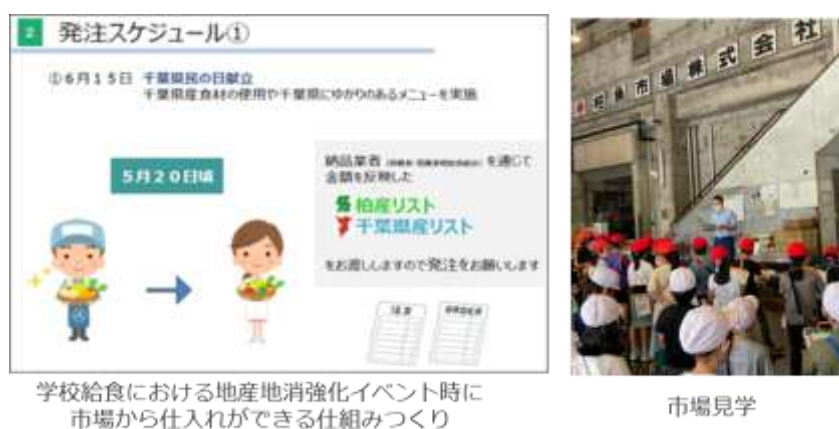 2 発注スケジュール①
①6月15日 千葉県民の日献立
千葉県産食材の使用や千葉県にゆかりのあるメニューを実施
5月20日頃
納品業者 を通じて
金額を反映した
柏産リスト
千葉県産リスト
をお渡ししますので発注をお願いします
市場株式会社
学校給食における地産地消強化イベント時に
市場から仕入れができる仕組みつくり
市場見学